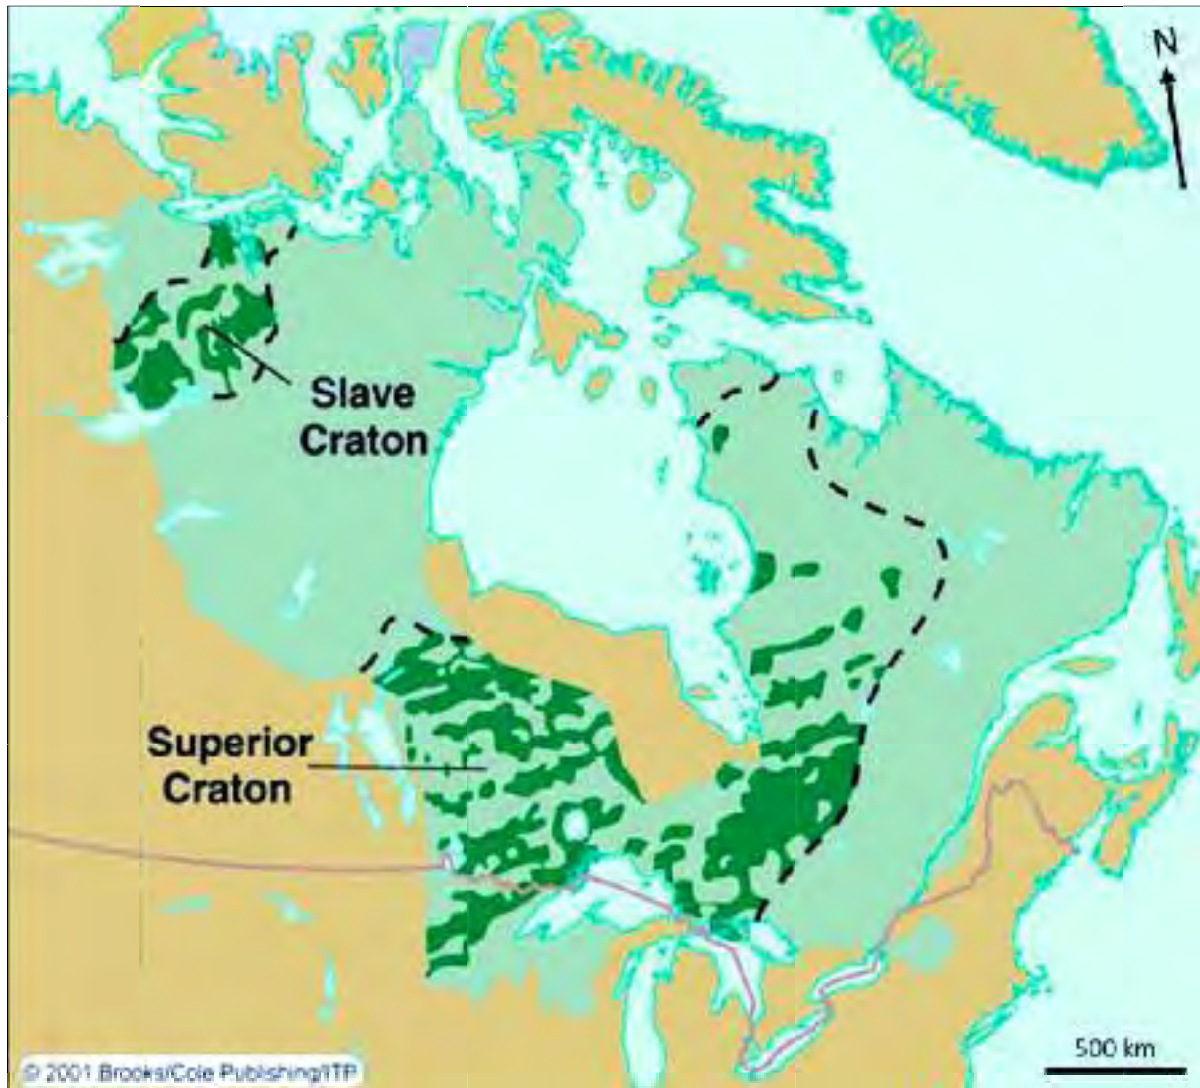 N
Slave
Craton
Superior
Craton
500 km
© 2001 Brooks/Cole Publishing/ITP